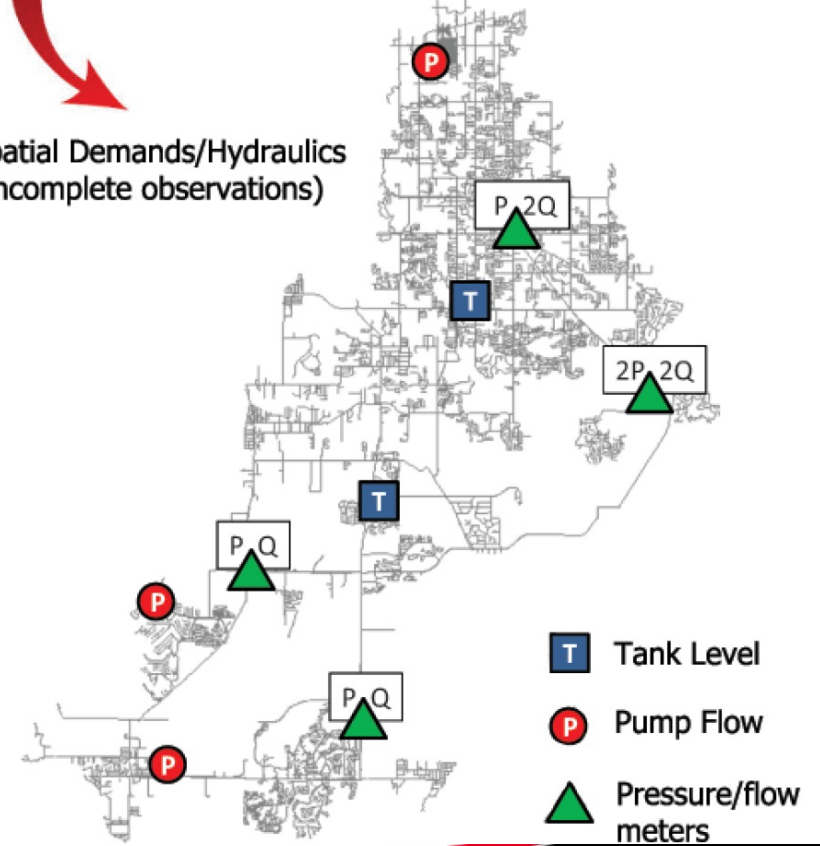 patial Demands/Hydraulics
ncomplete observations)
P
P 2Q
T
2P 2Q
T
P Q
P
P Q
P
T Tank Level
P Pump Flow
Pressure/flow
meters